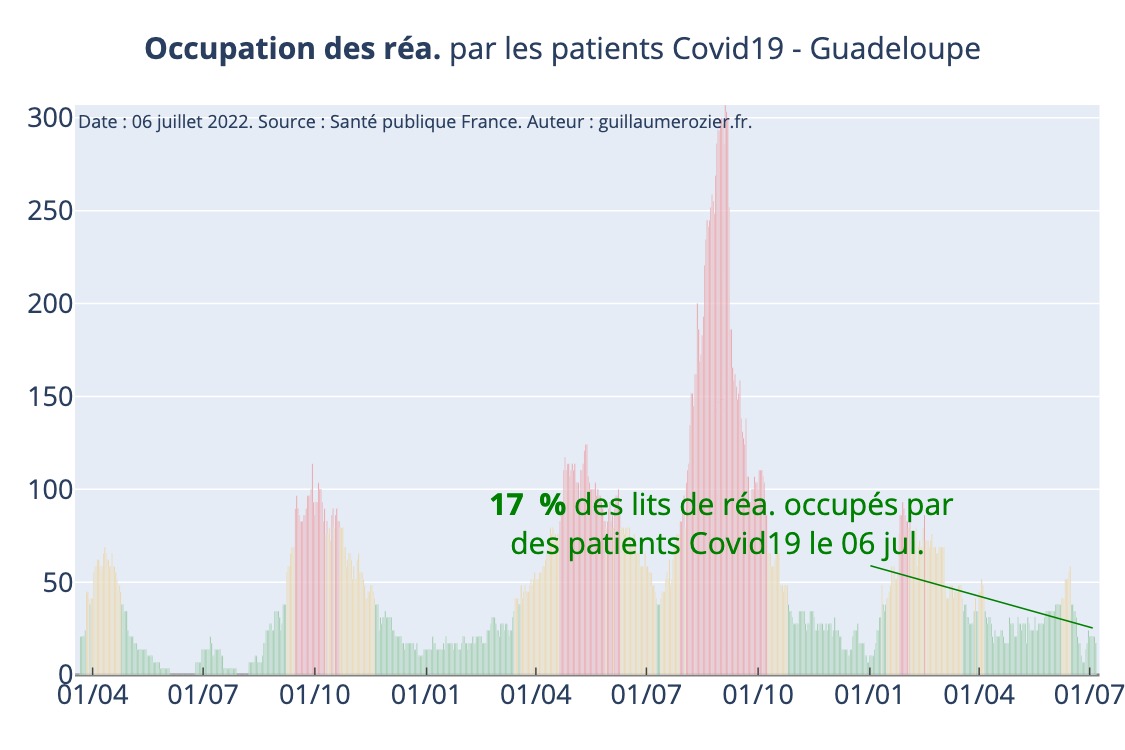 Occupation des réa. par les patients Covid19 - Guadeloupe
300
Date : 06 juillet 2022. Source : Santé publique France. Auteur : guillaumerozier.fr.
250
200
150
100
17 % des lits de réa. occupés par
des patients Covid19 le 06 jul.
50
0
01/04 01/07 01/10 01/01 01/04 01/07 01/10 01/01 01/04 01/07